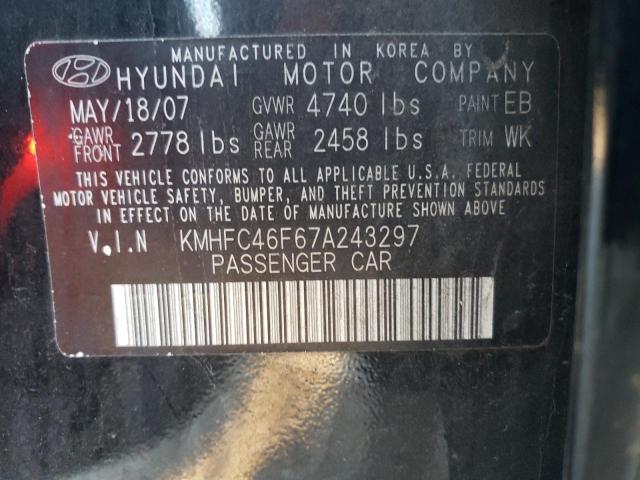 MANUFACTURED IN KOREA BY
HYUNDAI MOTOR COMPANY
MAY/18/07 GVWR 4740 lbs PAINT EB
GAWR FRONT 2778 lbs GAWR REAR 2458 lbs TRIM WK
THIS VEHICLE CONFORMS TO ALL APPLICABLE U.S.A. FEDERAL
MOTOR VEHICLE SAFETY, BUMPER, AND THEFT PREVENTION STANDARDS
IN EFFECT ON THE DATE OF MANUFACTURE SHOWN ABOVE
V.I.N KMHFC46F67A243297
PASSENGER CAR